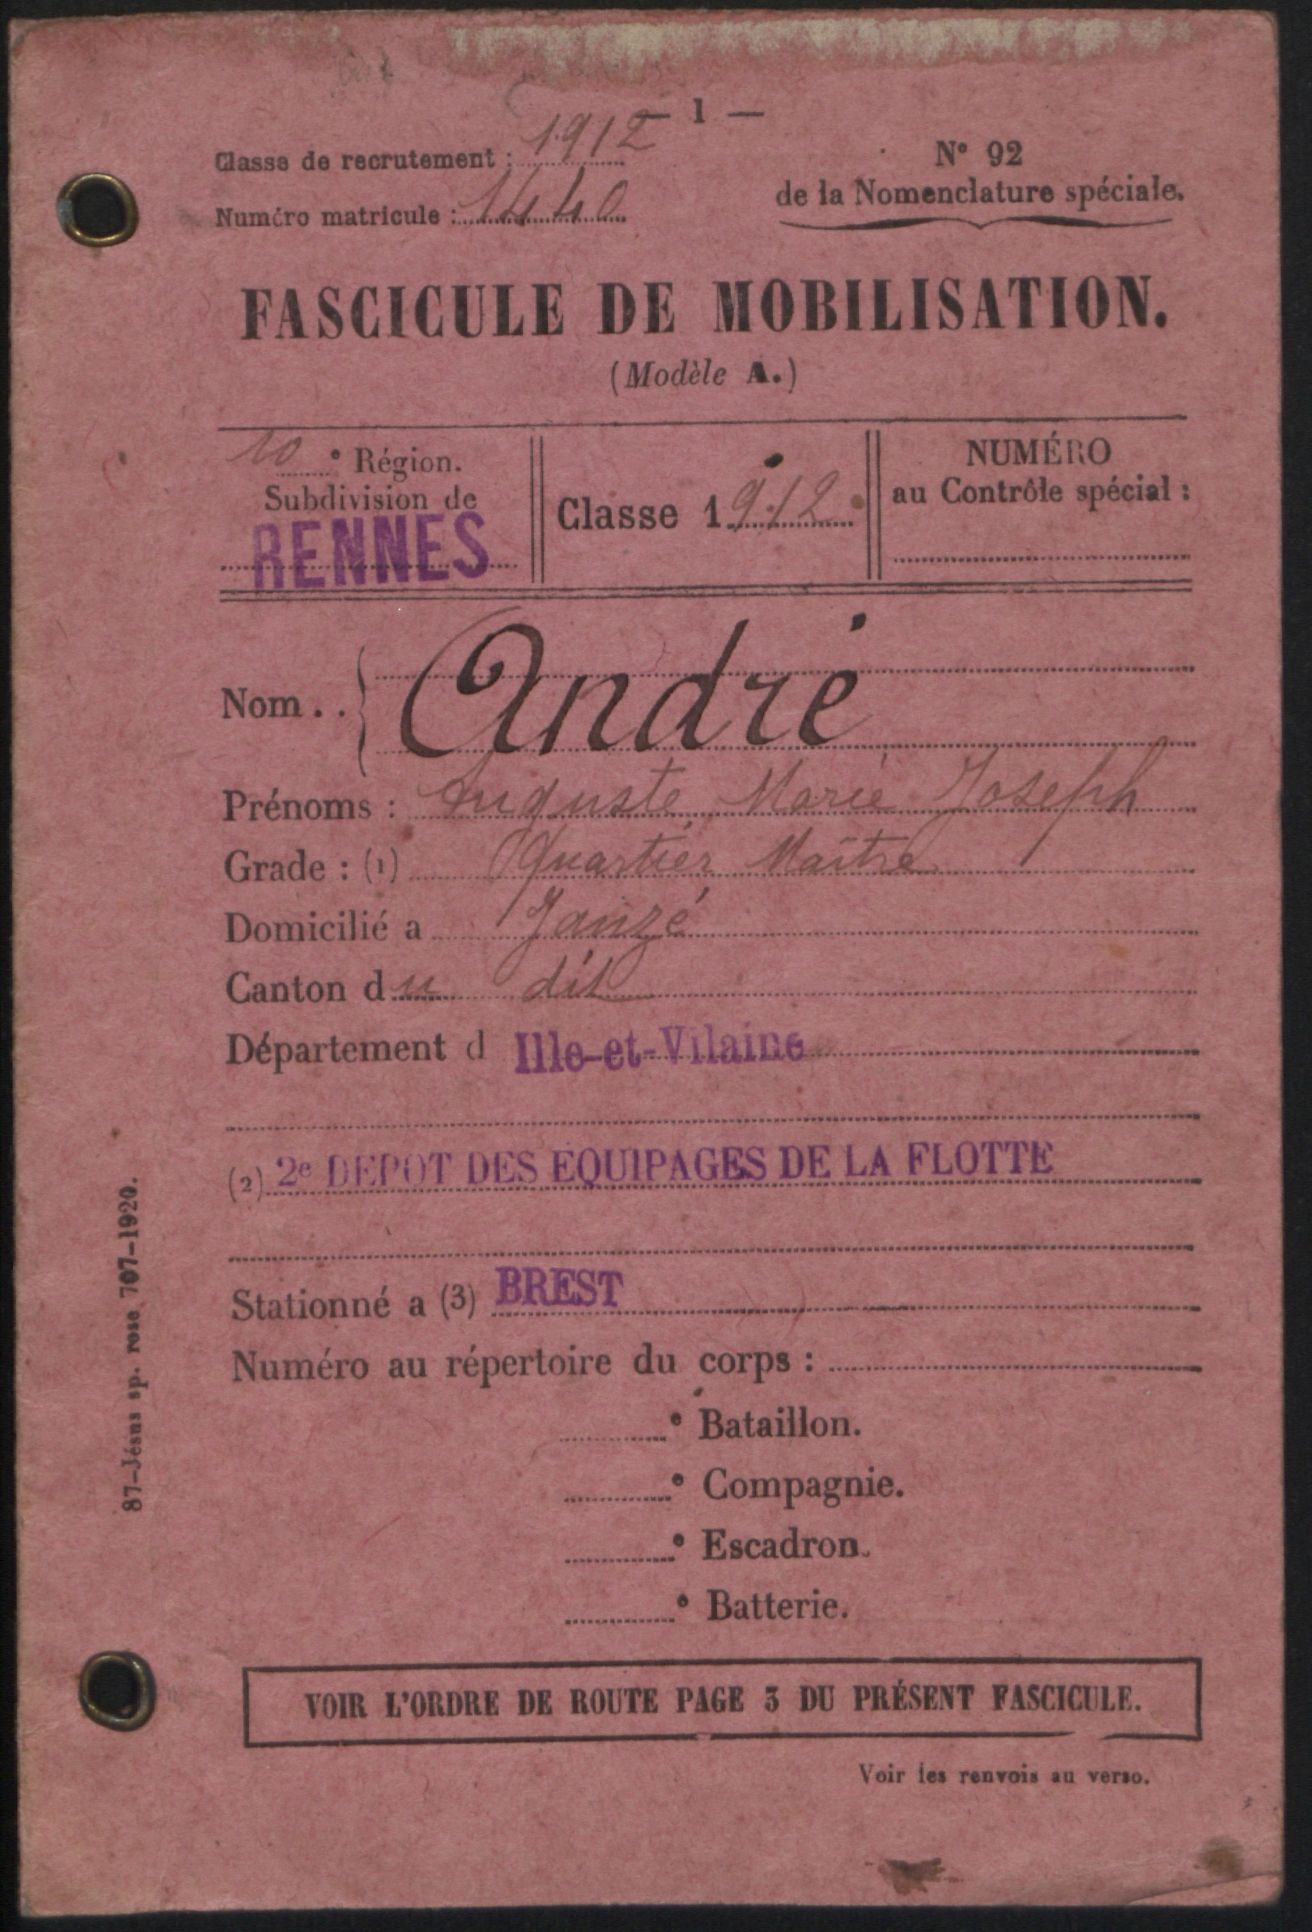 — 1 —
Classe de recrutement : 1912
Numéro matricule : 1440
N° 92
de la Nomenclature spéciale.
FASCICULE DE MOBILISATION.
(Modèle A.)
10e Région.
Subdivision de
RENNES
Classe 1912
NUMÉRO
au Contrôle spécial :
Nom . . André
Prénoms : Auguste Marie Joseph
Grade : (1) Quartier Maître
Domicilié a Janzé
Canton du dit
Département d Ille-et-Vilaine
(2) 2e DEPOT DES EQUIPAGES DE LA FLOTTE
Stationné a (3) BREST
Numéro au répertoire du corps :
e Bataillon.
e Compagnie.
e Escadron.
e Batterie.
VOIR L'ORDRE DE ROUTE PAGE 3 DU PRÉSENT FASCICULE.
Voir les renvois au verso.
87-Jésus sp. rose 707-1920.